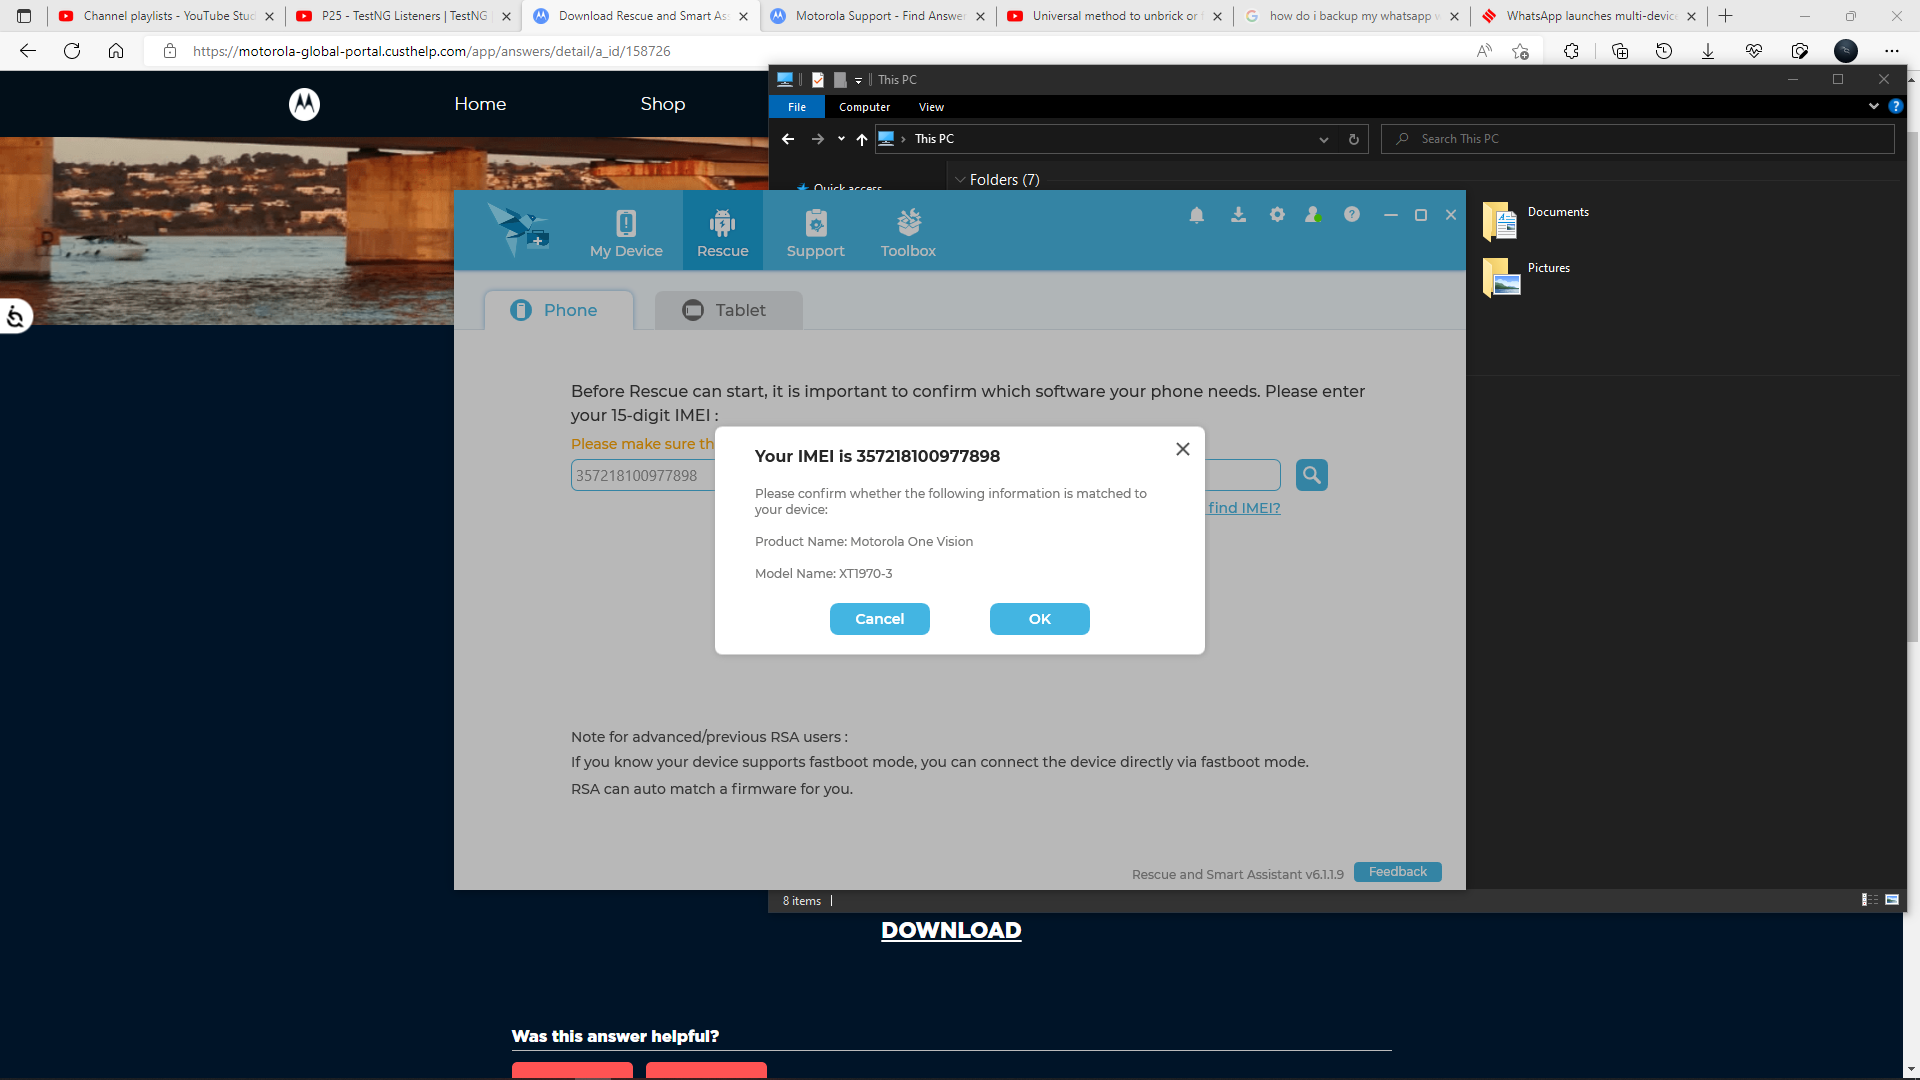 Channel playlists - YouTube Stud
P25 - TestNG Listeners | TestNG
Download Rescue and Smart Ass
Motorola Support - Find Answer
Universal method to unbrick or
how do i backup my whatsapp w
WhatsApp launches multi-device
https://motorola-global-portal.custhelp.com/app/answers/detail/a_id/158726
Home
Shop
This PC
File
Computer
View
This PC
Search This PC
Quick access
Folders (7)
Documents
Pictures
My Device
Rescue
Support
Toolbox
Phone
Tablet
Before Rescue can start, it is important to confirm which software your phone needs. Please enter
your 15-digit IMEI :
Please make sure th
357218100977898
find IMEI?
Your IMEI is 357218100977898
Please confirm whether the following information is matched to
your device:
Product Name: Motorola One Vision
Model Name: XT1970-3
Cancel
OK
Note for advanced/previous RSA users :
If you know your device supports fastboot mode, you can connect the device directly via fastboot mode.
RSA can auto match a firmware for you.
Rescue and Smart Assistant v6.1.1.9
Feedback
8 items
DOWNLOAD
Was this answer helpful?